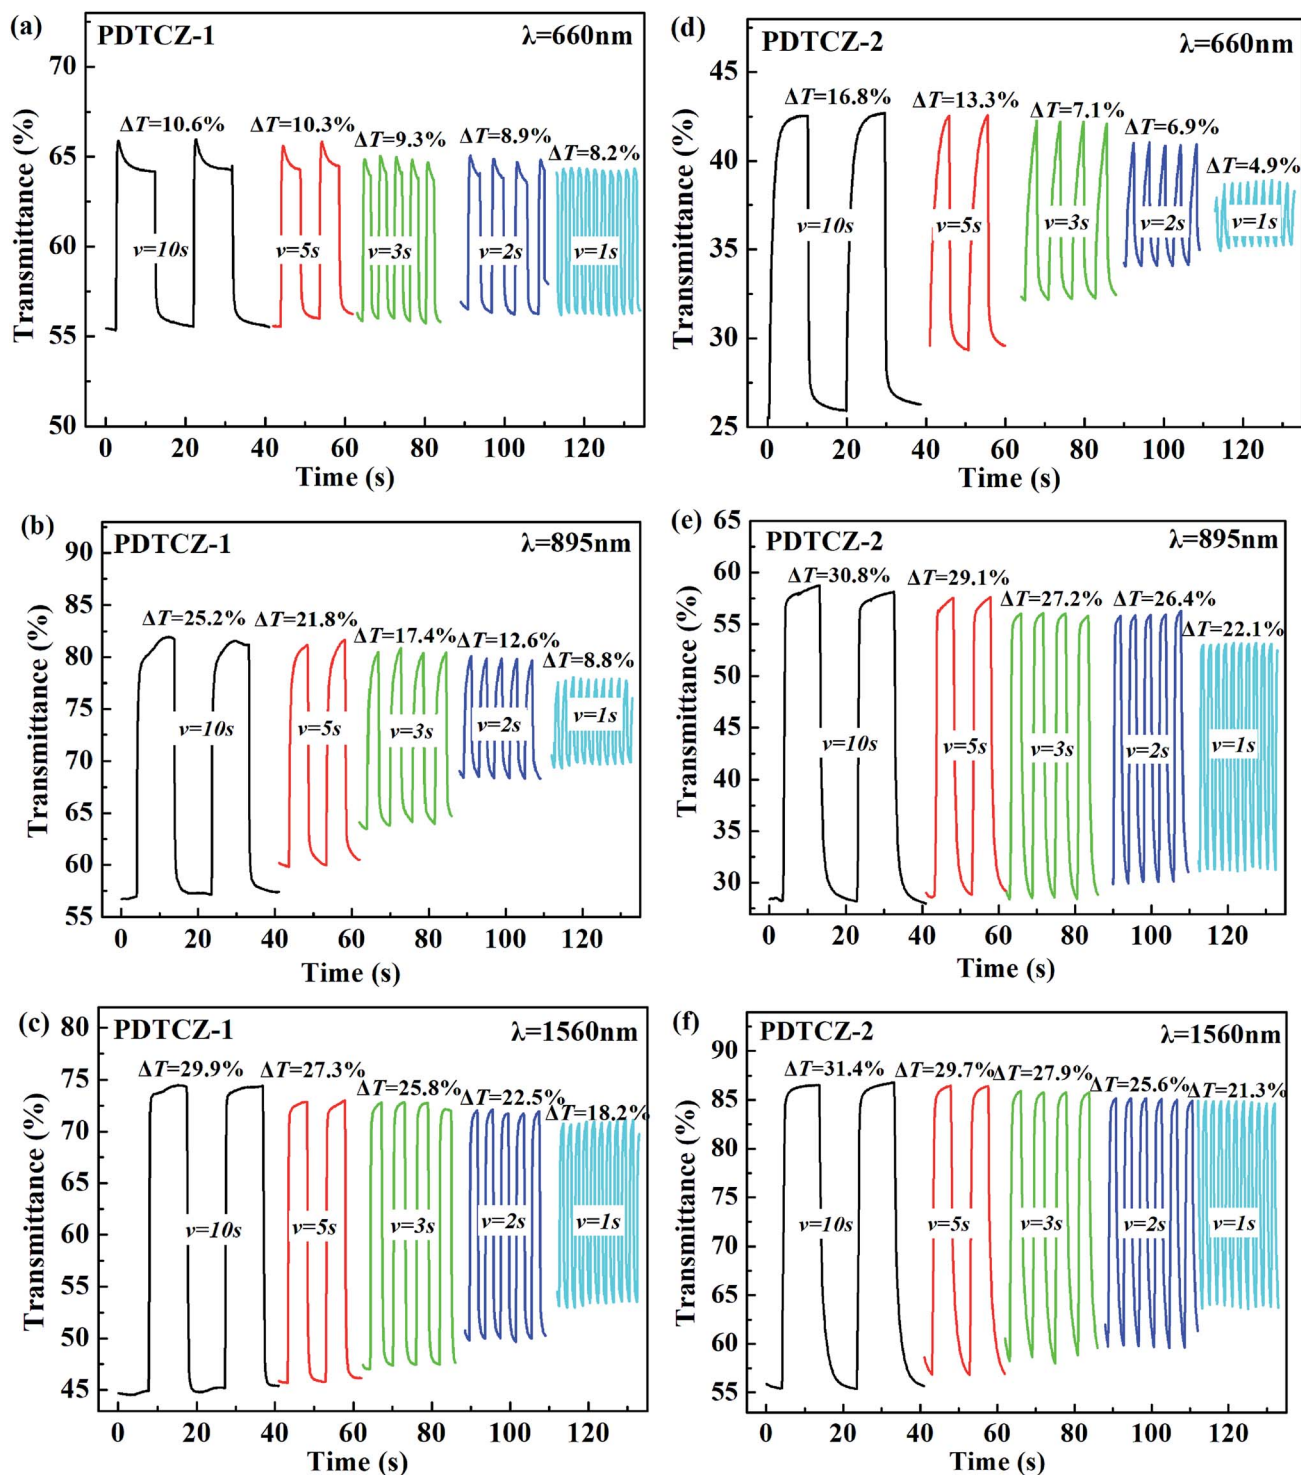 (a)
PDTCZ-1
λ=660nm
ΔT=10.6%
ΔT=10.3%
ΔT=9.3%
ΔT=8.9%
ΔT=8.2%
v=10s
v=5s
v=3s
v=2s
v=1s
70
65
60
55
50
Transmittance (%)
0 20 40 60 80 100 120
Time (s)
(d)
PDTCZ-2
λ=660nm
ΔT=16.8%
ΔT=13.3%
ΔT=7.1%
ΔT=6.9%
ΔT=4.9%
v=10s
v=5s
v=3s
v=2s
v=1s
45
40
35
30
25
Transmittance (%)
0 20 40 60 80 100 120
Time (s)
(b)
PDTCZ-1
λ=895nm
ΔT=25.2%
ΔT=21.8%
ΔT=17.4%
ΔT=12.6%
ΔT=8.8%
v=10s
v=5s
v=3s
v=2s
v=1s
90
85
80
75
70
65
60
55
Transmittance (%)
0 20 40 60 80 100 120
Time (s)
(e)
PDTCZ-2
λ=895nm
ΔT=30.8%
ΔT=29.1%
ΔT=27.2%
ΔT=26.4%
ΔT=22.1%
v=10s
v=5s
v=3s
v=2s
v=1s
65
60
55
50
45
40
35
30
Transmittance (%)
0 20 40 60 80 100 120
Time (s)
(c)
PDTCZ-1
λ=1560nm
ΔT=29.9%
ΔT=27.3%
ΔT=25.8%
ΔT=22.5%
ΔT=18.2%
v=10s
v=5s
v=3s
v=2s
v=1s
80
75
70
65
60
55
50
45
Transmittance (%)
0 20 40 60 80 100 120
Time (s)
(f)
PDTCZ-2
λ=1560nm
ΔT=31.4%
ΔT=29.7%
ΔT=27.9%
ΔT=25.6%
ΔT=21.3%
v=10s
v=5s
v=3s
v=2s
v=1s
90
85
80
75
70
65
60
55
Transmittance (%)
0 20 40 60 80 100 120
Time (s)